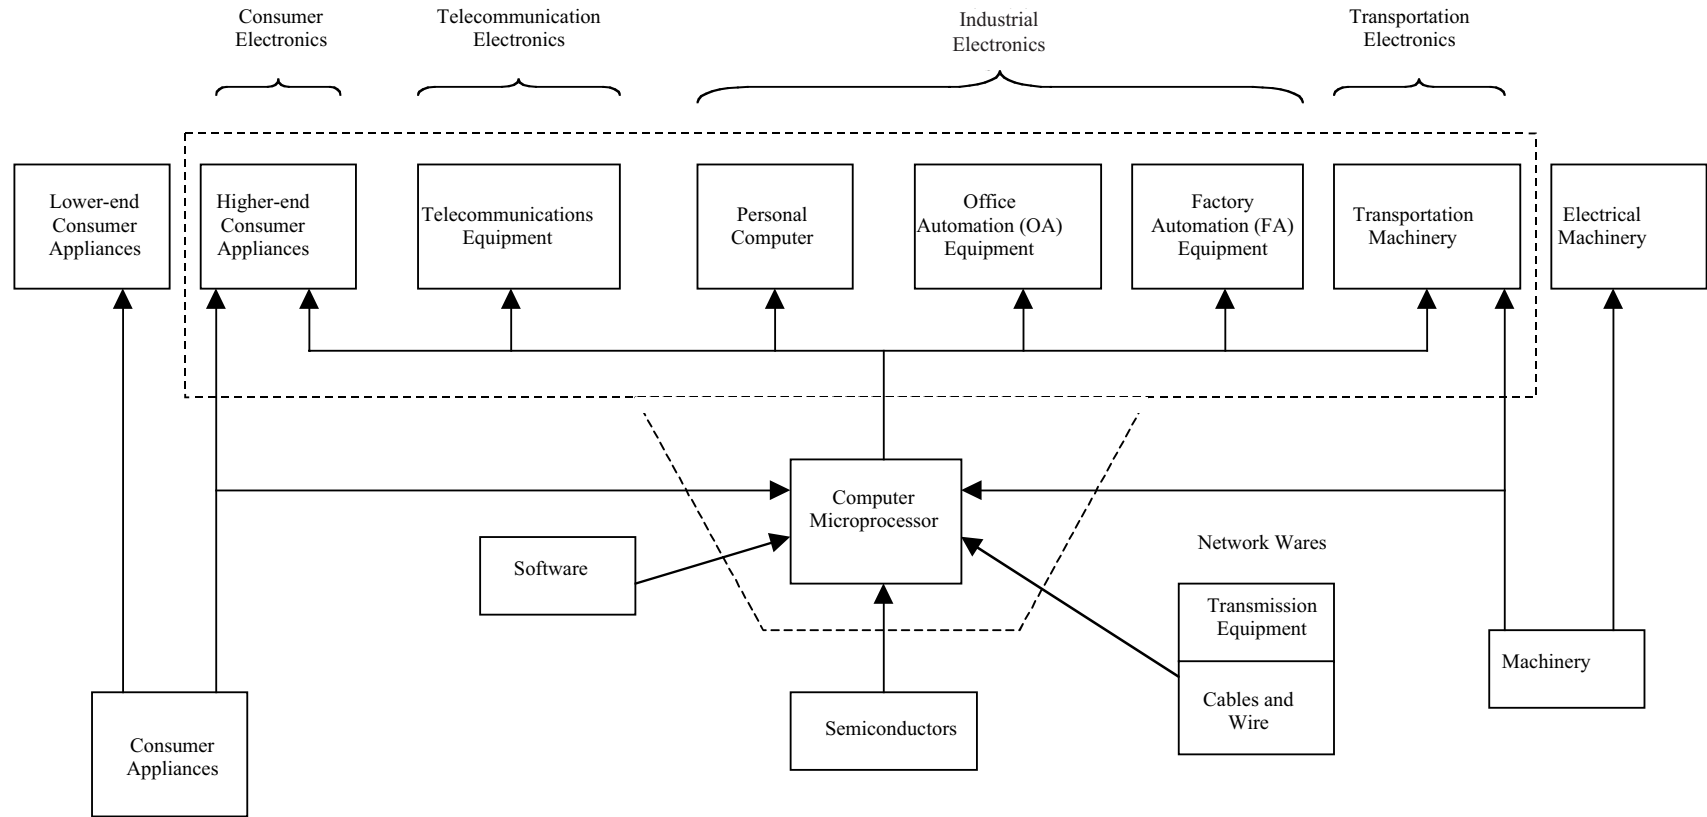 Consumer
Electronics
Telecommunication
Electronics
Industrial
Electronics
Transportation
Electronics
Lower-end
Consumer
Appliances
Higher-end
Consumer
Appliances
Telecommunications
Equipment
Personal
Computer
Office
Automation (OA)
Equipment
Factory
Automation (FA)
Equipment
Transportation
Machinery
Electrical
Machinery
Computer
Microprocessor
Software
Network Wares
Transmission
Equipment
Cables and
Wire
Machinery
Semiconductors
Consumer
Appliances